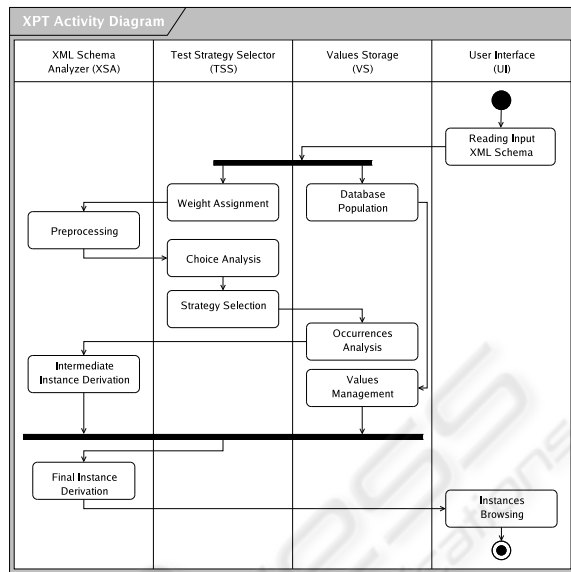 XPT Activity Diagram
XML Schema
Analyzer (XSA)
Test Strategy Selector
(TSS)
Values Storage
(VS)
User Interface
(UI)
Reading Input
XML Schema
Weight Assignment
Database
Population
Preprocessing
Choice Analysis
Strategy Selection
Occurrences
Analysis
Intermediate
Instance Derivation
Values
Management
Final Instance
Derivation
Instances
Browsing